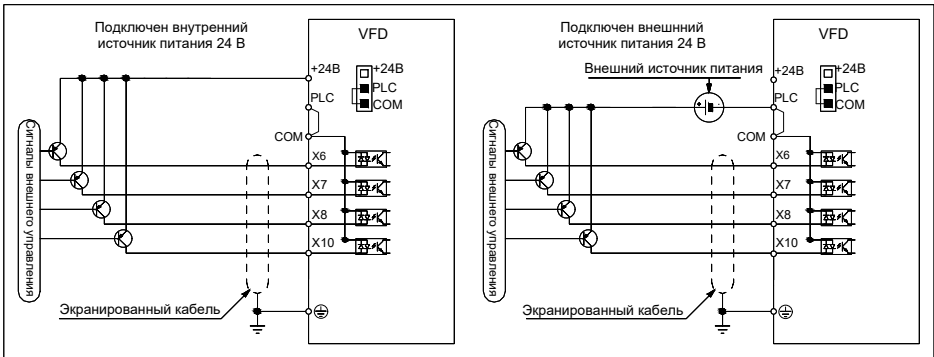 Подключен внутренний
источник питания 24 В
VFD
+24В
PLC
COM
+24В
PLC
COM
X6
X7
X8
X10
Сигналы внешнего управления
Экранированный кабель
Подключен внешнний
источник питания 24 В
VFD
Внешний источник питания
+24В
PLC
COM
+24В
PLC
COM
X6
X7
X8
X10
Сигналы внешнего управления
Экранированный кабель